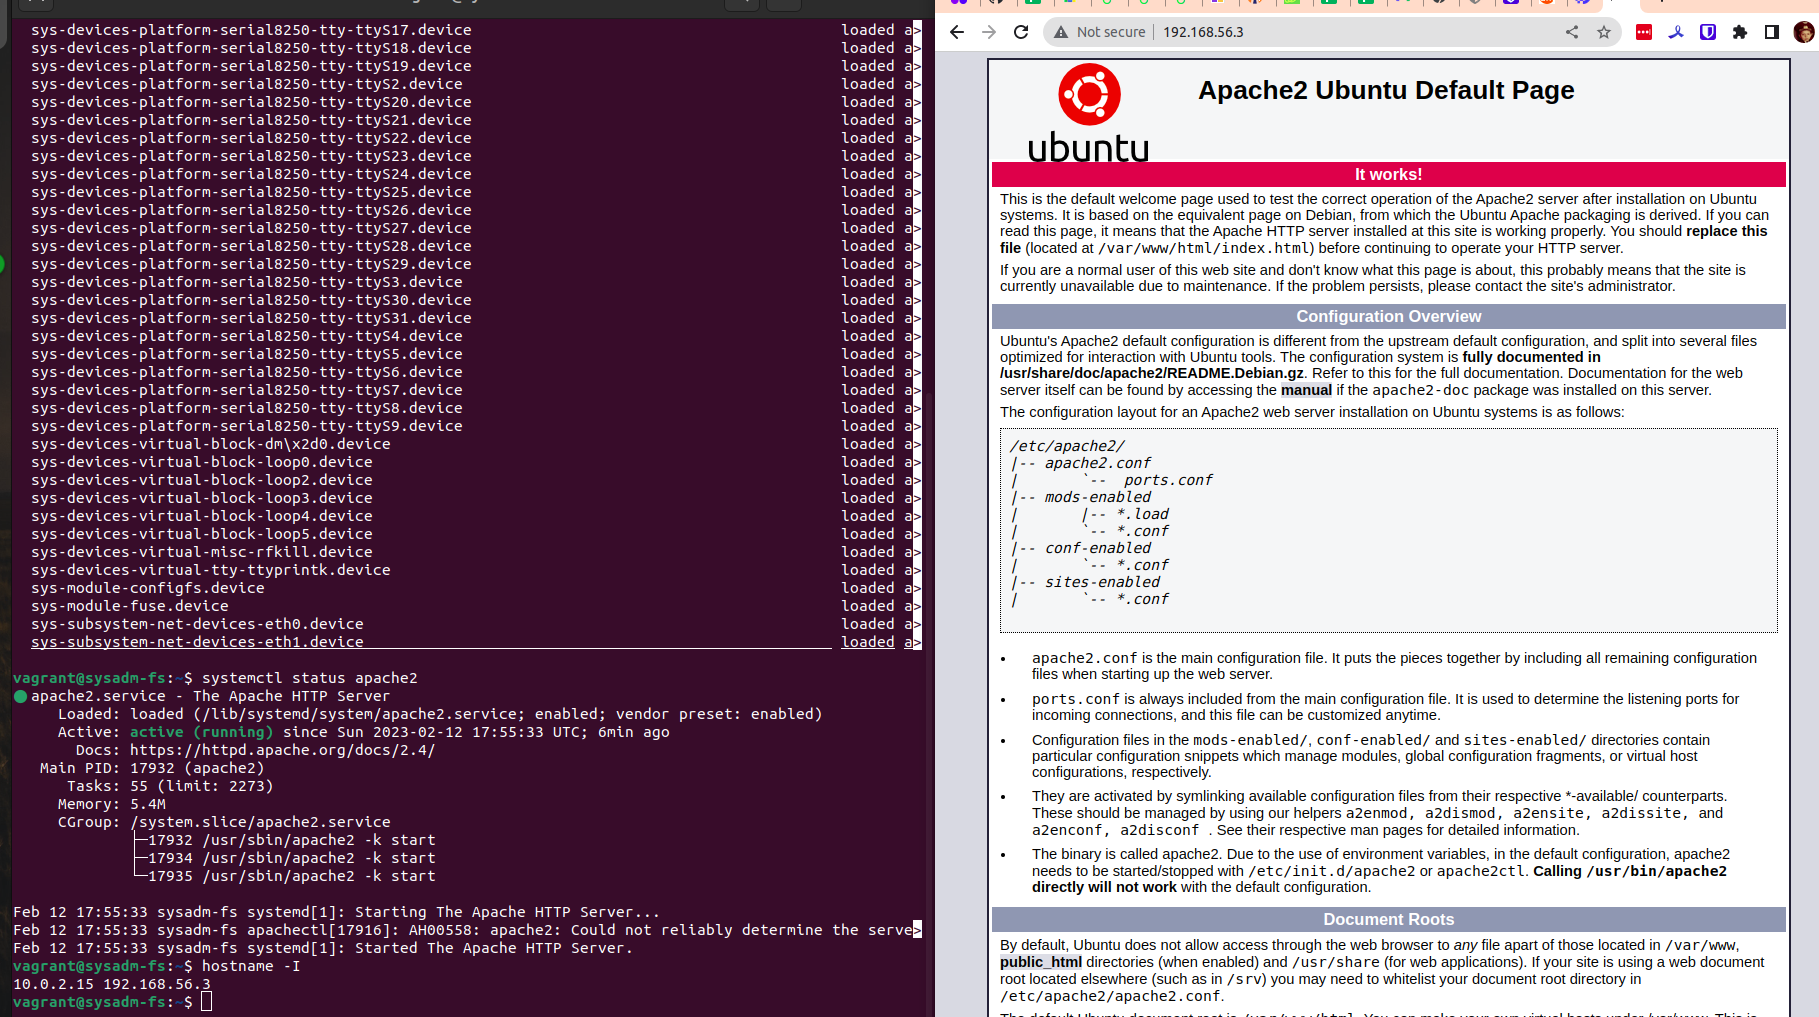 sys-devices-platform-serial8250-tty-ttyS17.device loaded a>
sys-devices-platform-serial8250-tty-ttyS18.device loaded a>
sys-devices-platform-serial8250-tty-ttyS19.device loaded a>
sys-devices-platform-serial8250-tty-ttyS2.device loaded a>
sys-devices-platform-serial8250-tty-ttyS20.device loaded a>
sys-devices-platform-serial8250-tty-ttyS21.device loaded a>
sys-devices-platform-serial8250-tty-ttyS22.device loaded a>
sys-devices-platform-serial8250-tty-ttyS23.device loaded a>
sys-devices-platform-serial8250-tty-ttyS24.device loaded a>
sys-devices-platform-serial8250-tty-ttyS25.device loaded a>
sys-devices-platform-serial8250-tty-ttyS26.device loaded a>
sys-devices-platform-serial8250-tty-ttyS27.device loaded a>
sys-devices-platform-serial8250-tty-ttyS28.device loaded a>
sys-devices-platform-serial8250-tty-ttyS29.device loaded a>
sys-devices-platform-serial8250-tty-ttyS3.device loaded a>
sys-devices-platform-serial8250-tty-ttyS30.device loaded a>
sys-devices-platform-serial8250-tty-ttyS31.device loaded a>
sys-devices-platform-serial8250-tty-ttyS4.device loaded a>
sys-devices-platform-serial8250-tty-ttyS5.device loaded a>
sys-devices-platform-serial8250-tty-ttyS6.device loaded a>
sys-devices-platform-serial8250-tty-ttyS7.device loaded a>
sys-devices-platform-serial8250-tty-ttyS8.device loaded a>
sys-devices-platform-serial8250-tty-ttyS9.device loaded a>
sys-devices-virtual-block-dm\x2d0.device loaded a>
sys-devices-virtual-block-loop0.device loaded a>
sys-devices-virtual-block-loop2.device loaded a>
sys-devices-virtual-block-loop3.device loaded a>
sys-devices-virtual-block-loop4.device loaded a>
sys-devices-virtual-block-loop5.device loaded a>
sys-devices-virtual-misc-rfkill.device loaded a>
sys-devices-virtual-tty-ttyprintk.device loaded a>
sys-module-configfs.device loaded a>
sys-module-fuse.device loaded a>
sys-subsystem-net-devices-eth0.device loaded a>
sys-subsystem-net-devices-eth1.device loaded a>
vagrant@sysadm-fs:~$ systemctl status apache2
● apache2.service - The Apache HTTP Server
Loaded: loaded (/lib/systemd/system/apache2.service; enabled; vendor preset: enabled)
Active: active (running) since Sun 2023-02-12 17:55:33 UTC; 6min ago
Docs: https://httpd.apache.org/docs/2.4/
Main PID: 17932 (apache2)
Tasks: 55 (limit: 2273)
Memory: 5.4M
CGroup: /system.slice/apache2.service
├─17932 /usr/sbin/apache2 -k start
├─17934 /usr/sbin/apache2 -k start
└─17935 /usr/sbin/apache2 -k start
Feb 12 17:55:33 sysadm-fs systemd[1]: Starting The Apache HTTP Server...
Feb 12 17:55:33 sysadm-fs apachectl[17916]: AH00558: apache2: Could not reliably determine the serve>
Feb 12 17:55:33 sysadm-fs systemd[1]: Started The Apache HTTP Server.
vagrant@sysadm-fs:~$ hostname -I
10.0.2.15 192.168.56.3
vagrant@sysadm-fs:~$
Not secure 192.168.56.3
ubuntu
Apache2 Ubuntu Default Page
It works!
This is the default welcome page used to test the correct operation of the Apache2 server after installation on Ubuntu
systems. It is based on the equivalent page on Debian, from which the Ubuntu Apache packaging is derived. If you can
read this page, it means that the Apache HTTP server installed at this site is working properly. You should replace this
file (located at /var/www/html/index.html) before continuing to operate your HTTP server.
If you are a normal user of this web site and don't know what this page is about, this probably means that the site is
currently unavailable due to maintenance. If the problem persists, please contact the site's administrator.
Configuration Overview
Ubuntu's Apache2 default configuration is different from the upstream default configuration, and split into several files
optimized for interaction with Ubuntu tools. The configuration system is fully documented in
/usr/share/doc/apache2/README.Debian.gz. Refer to this for the full documentation. Documentation for the web
server itself can be found by accessing the manual if the apache2-doc package was installed on this server.
The configuration layout for an Apache2 web server installation on Ubuntu systems is as follows:
/etc/apache2/
|-- apache2.conf
| `-- ports.conf
|-- mods-enabled
| |-- *.load
| `-- *.conf
|-- conf-enabled
| `-- *.conf
|-- sites-enabled
| `-- *.conf
• apache2.conf is the main configuration file. It puts the pieces together by including all remaining configuration
files when starting up the web server.
• ports.conf is always included from the main configuration file. It is used to determine the listening ports for
incoming connections, and this file can be customized anytime.
• Configuration files in the mods-enabled/, conf-enabled/ and sites-enabled/ directories contain
particular configuration snippets which manage modules, global configuration fragments, or virtual host
configurations, respectively.
• They are activated by symlinking available configuration files from their respective *-available/ counterparts.
These should be managed by using our helpers a2enmod, a2dismod, a2ensite, a2dissite, and
a2enconf, a2disconf . See their respective man pages for detailed information.
• The binary is called apache2. Due to the use of environment variables, in the default configuration, apache2
needs to be started/stopped with /etc/init.d/apache2 or apache2ctl. Calling /usr/bin/apache2
directly will not work with the default configuration.
Document Roots
By default, Ubuntu does not allow access through the web browser to any file apart of those located in /var/www,
public_html directories (when enabled) and /usr/share (for web applications). If your site is using a web document
root located elsewhere (such as in /srv) you may need to whitelist your document root directory in
/etc/apache2/apache2.conf.